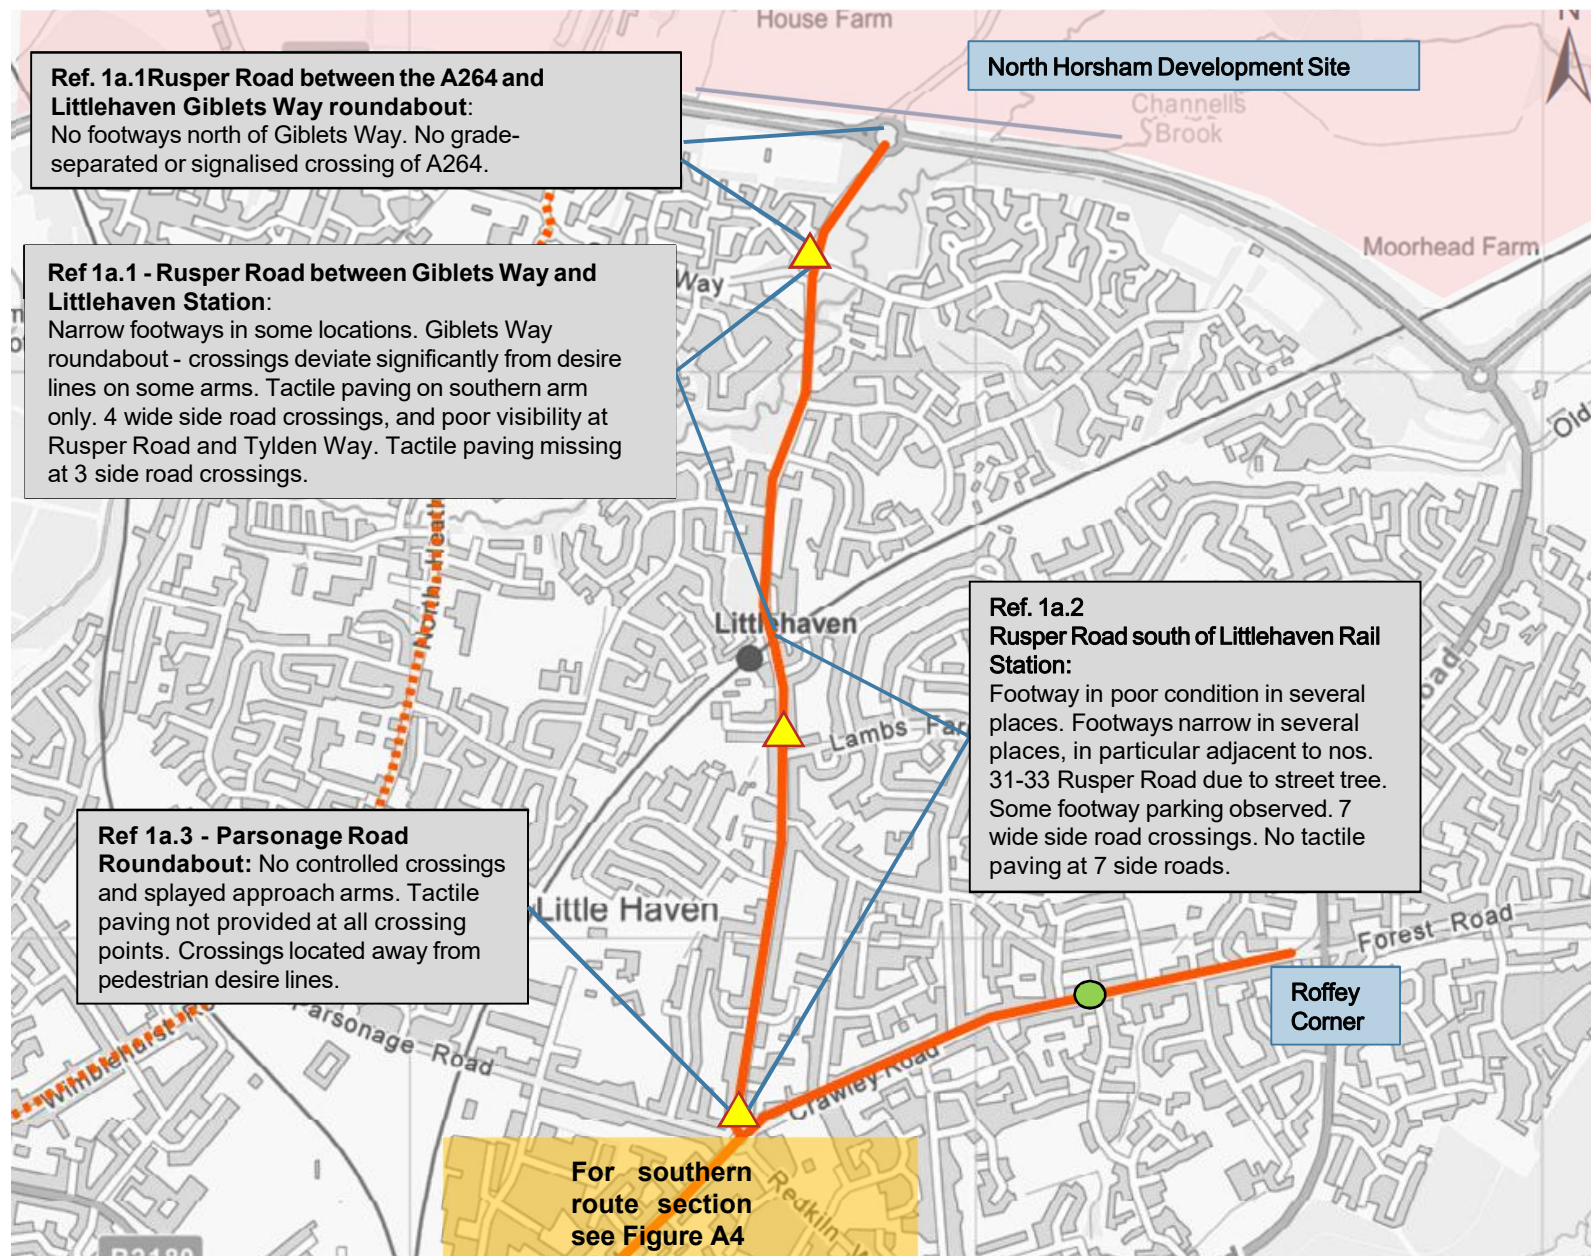 House Farm
N
North Horsham Development Site
Ref. 1a.1Rusper Road between the A264 and
Littlehaven Giblets Way roundabout:
No footways north of Giblets Way. No grade-
separated or signalised crossing of A264.
Channells
Brook
Moorhead Farm
Way
Ref 1a.1 - Rusper Road between Giblets Way and
Littlehaven Station:
Narrow footways in some locations. Giblets Way
roundabout - crossings deviate significantly from desire
lines on some arms. Tactile paving on southern arm
only. 4 wide side road crossings, and poor visibility at
Rusper Road and Tylden Way. Tactile paving missing
at 3 side road crossings.
Old
North Heat
Littlehaven
Ref. 1a.2
Rusper Road south of Littlehaven Rail
Station:
Footway in poor condition in several
places. Footways narrow in several
places, in particular adjacent to nos.
31-33 Rusper Road due to street tree.
Some footway parking observed. 7
wide side road crossings. No tactile
paving at 7 side roads.
oad
Lambs Far
Ref 1a.3 - Parsonage Road
Roundabout: No controlled crossings
and splayed approach arms. Tactile
paving not provided at all crossing
points. Crossings located away from
pedestrian desire lines.
Little Haven
Forest Road
Roffey
Corner
Parsonage Road
Wimblehurst Ro
Crawley Road
For southern
route section
see Figure A4
Redkiln W